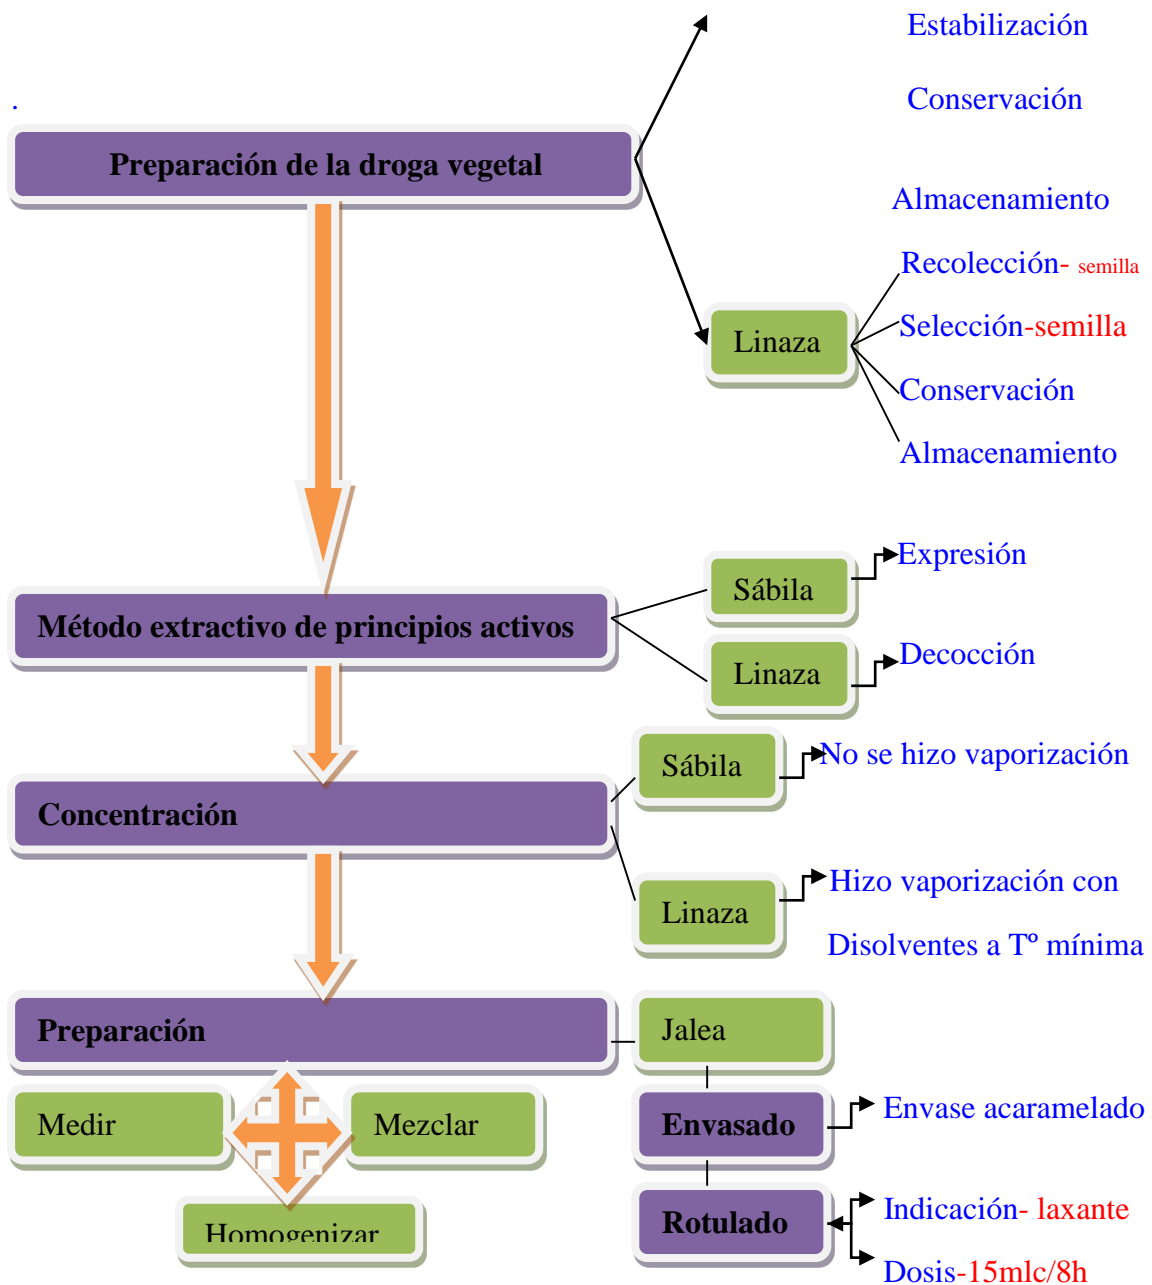 Estabilización
.
Conservación
Preparación de la droga vegetal
Almacenamiento
Recolección- semilla
Linaza
Selección-semilla
Conservación
Almacenamiento
Método extractivo de principios activos
Sábila
Expresión
Linaza
Decocción
Concentración
Sábila
No se hizo vaporización
Linaza
Hizo vaporización con
Disolventes a Tº mínima
Preparación
Jalea
Medir
Mezclar
Homogenizar
Envasado
Envase acaramelado
Rotulado
Indicación- laxante
Dosis-15mlc/8h